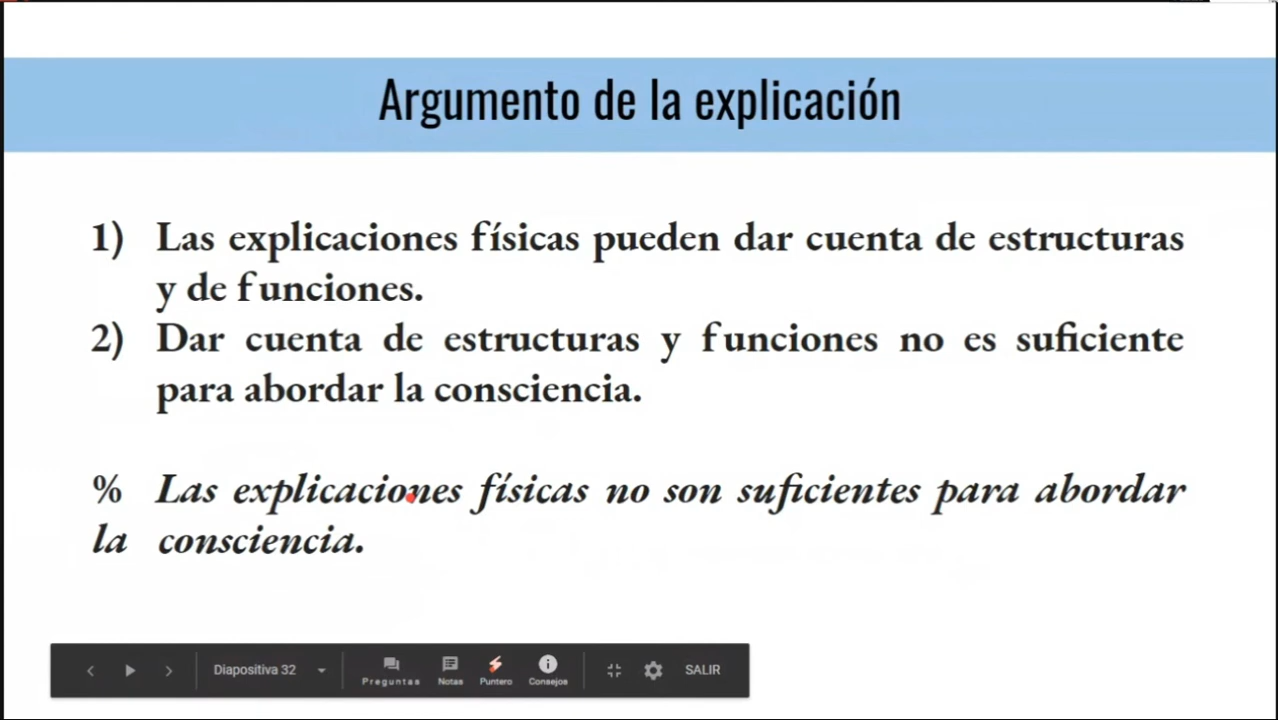 Argumento de la explicación
1) Las explicaciones físicas pueden dar cuenta de estructuras
y de funciones.
2) Dar cuenta de estructuras y funciones no es suficiente
para abordar la consciencia.
% Las explicaciones físicas no son suficientes para abordar
la consciencia.
Diapositiva 32 Preguntas Notas Puntero Consejos SALIR